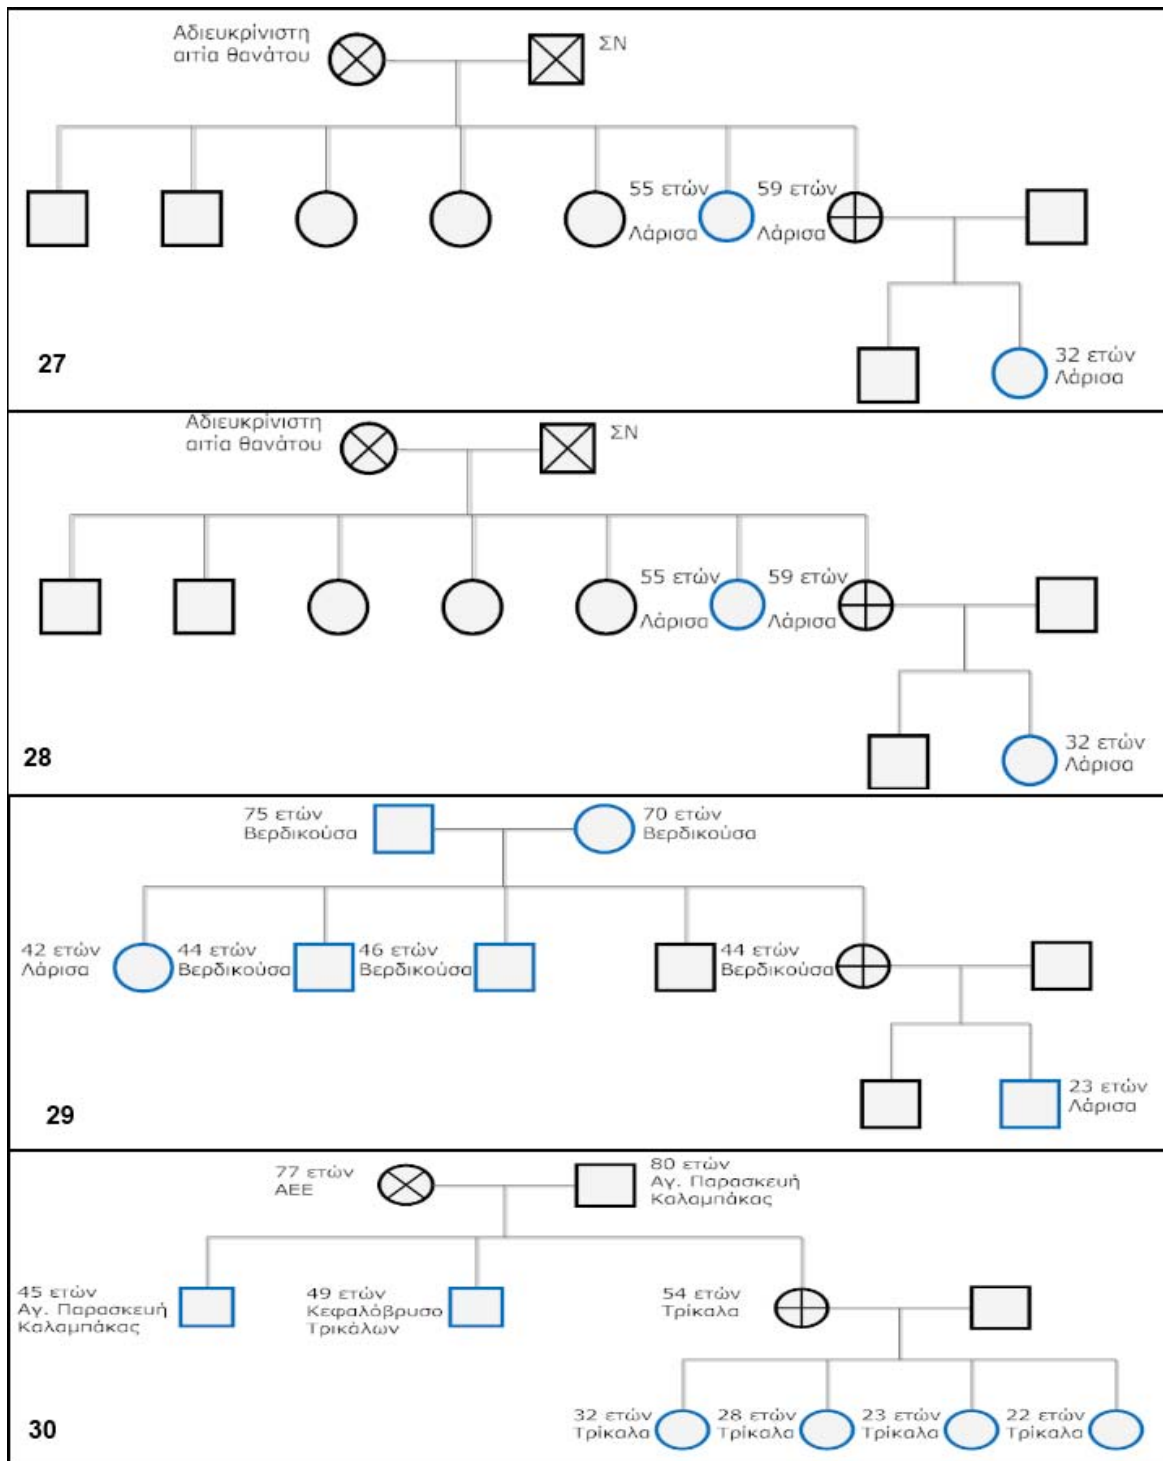 Αδιευκρίνιστη
αιτία θανάτου
ΣΝ
55 ετών
Λάρισα
59 ετών
Λάρισα
32 ετών
Λάρισα
27
Αδιευκρίνιστη
αιτία θανάτου
ΣΝ
55 ετών
Λάρισα
59 ετών
Λάρισα
32 ετών
Λάρισα
28
75 ετών
Βερδικούσα
70 ετών
Βερδικούσα
42 ετών
Λάρισα
44 ετών
Βερδικούσα
46 ετών
Βερδικούσα
44 ετών
Βερδικούσα
23 ετών
Λάρισα
29
77 ετών
ΑΕΕ
80 ετών
Αγ. Παρασκευή
Καλαμπάκας
45 ετών
Αγ. Παρασκευή
Καλαμπάκας
49 ετών
Κεφαλόβρυσο
Τρικάλων
54 ετών
Τρίκαλα
32 ετών
Τρίκαλα
28 ετών
Τρίκαλα
23 ετών
Τρίκαλα
22 ετών
Τρίκαλα
30